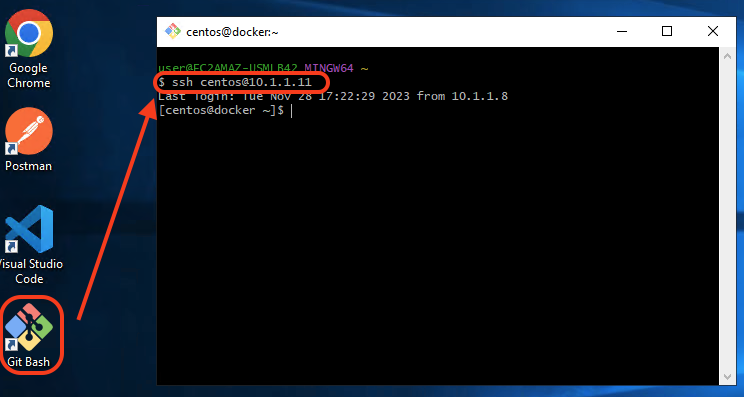 Google
Chrome
Postman
Visual Studio
Code
Git Bash
centos@docker:~
user@EC2AMAZ-USMLB42 MINGW64 ~
$ ssh centos@10.1.1.11
Last login: Tue Nov 28 17:22:29 2023 from 10.1.1.8
[centos@docker ~]$